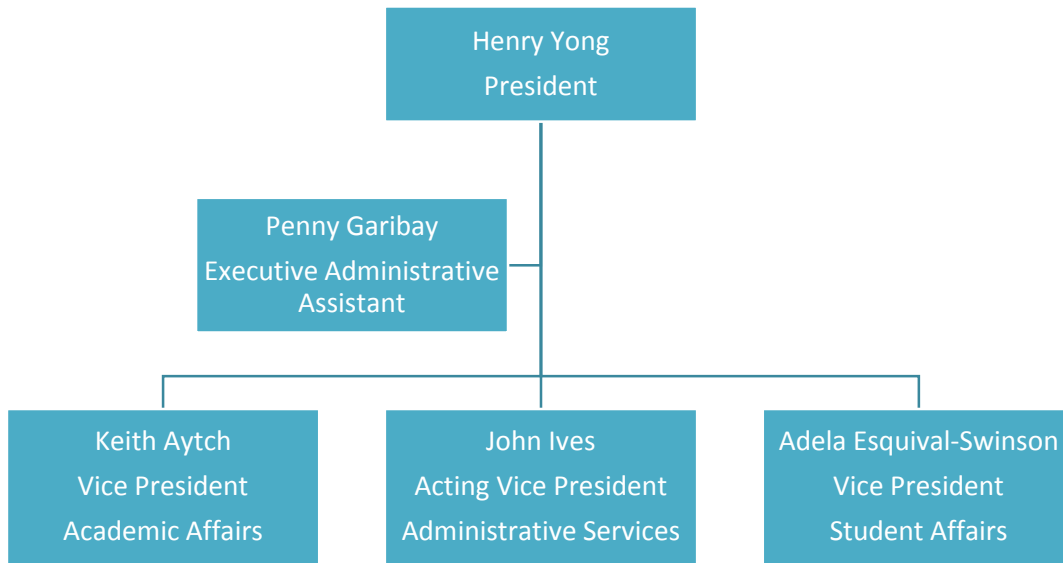 Henry Yong
President
Penny Garibay
Executive Administrative
Assistant
Keith Aytch
Vice President
Academic Affairs
John Ives
Acting Vice President
Administrative Services
Adela Esquival-Swinson
Vice President
Student Affairs